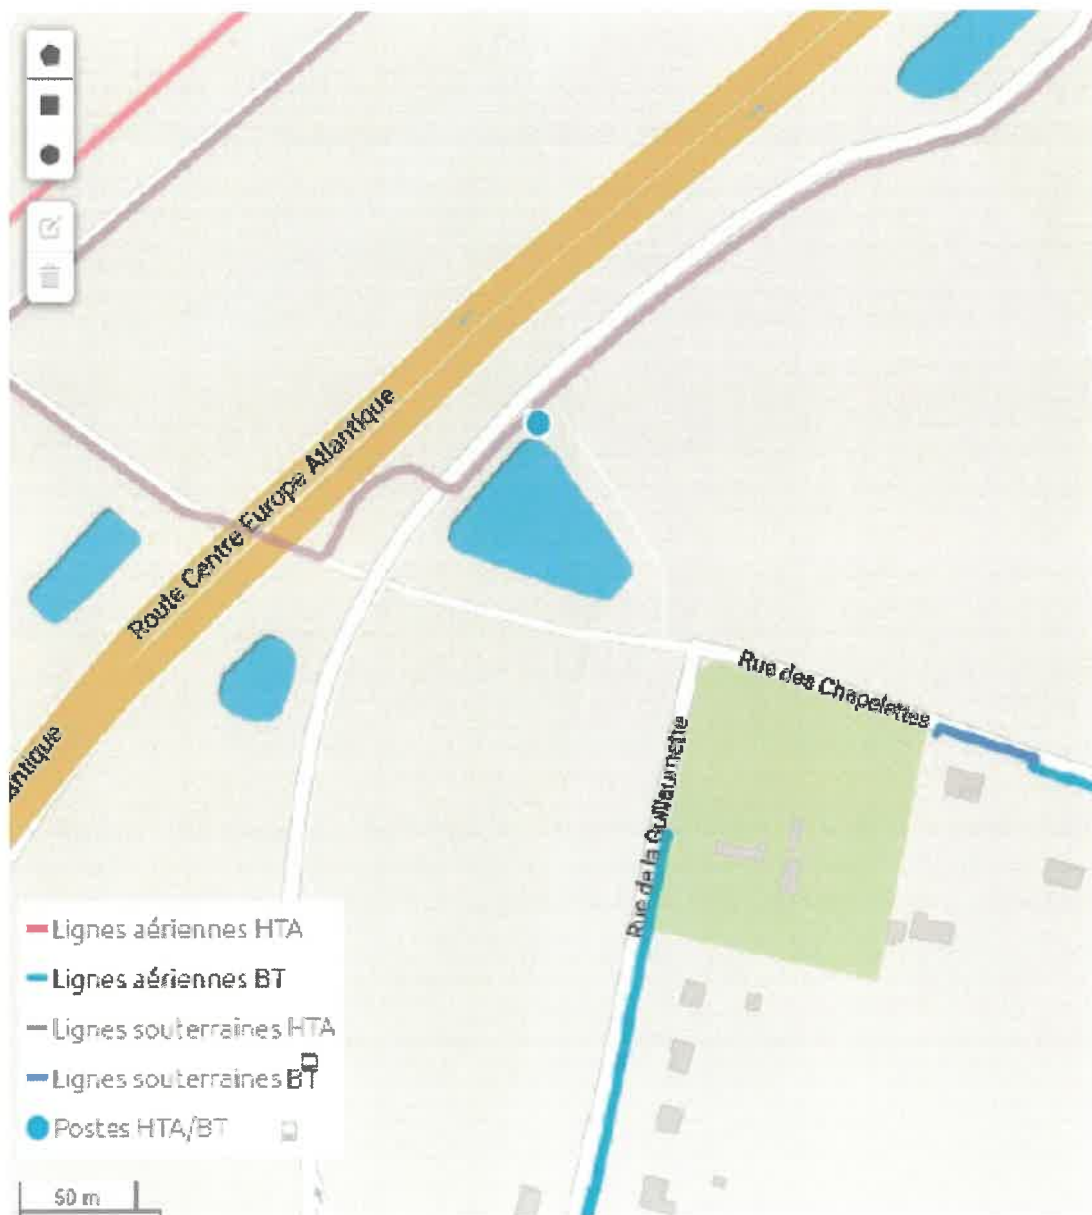 Route Centre Europe Atlantique
antique
Rue des Chapelettes
Rue de la Guillaumette
Lignes aériennes HTA
Lignes aériennes BT
Lignes souterraines HTA
Lignes souterraines BT
Postes HTA/BT
50 m